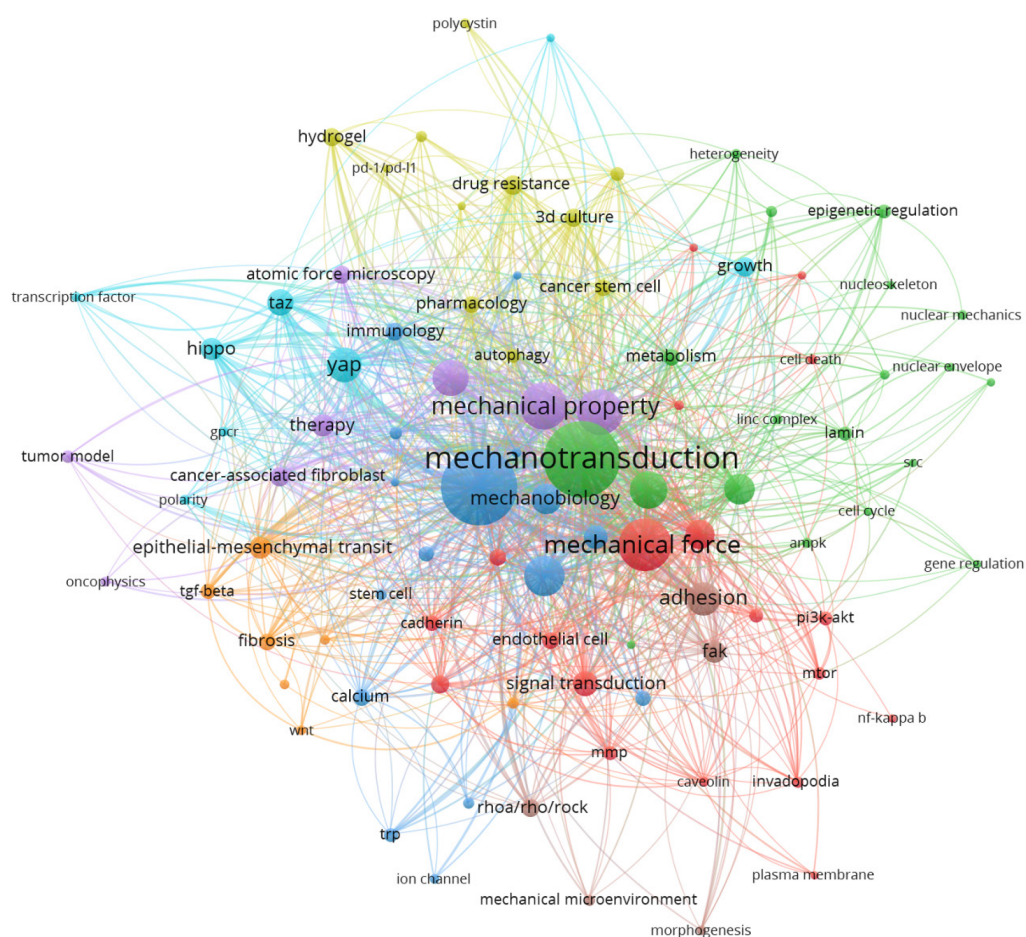 polycystin
hydrogel
pd-1/pd-l1
heterogeneity
drug resistance
3d culture
epigenetic regulation
atomic force microscopy
growth
transcription factor
taz
pharmacology
cancer stem cell
nucleoskeleton
nuclear mechanics
immunology
hippo
yap
autophagy
metabolism
cell death
nuclear envelope
mechanical property
therapy
gpcr
linc complex
lamin
tumor model
mechanotransduction
cancer-associated fibroblast
src
polarity
mechanobiology
cell cycle
epithelial-mesenchymal transit
mechanical force
ampk
gene regulation
oncophysics
tgf-beta
stem cell
adhesion
cadherin
pi3k-akt
fibrosis
endothelial cell
fak
signal transduction
mtor
calcium
nf-kappa b
wnt
mmp
caveolin
invadopodia
rhoa/rho/rock
trp
ion channel
plasma membrane
mechanical microenvironment
morphogenesis